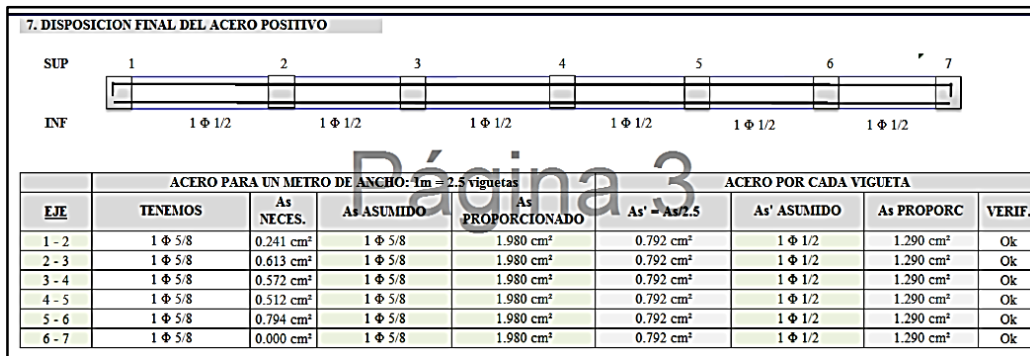 7. DISPOSICION FINAL DEL ACERO POSITIVO
SUP 1 2 3 4 5 6 7
INF 1 Φ 1/2 1 Φ 1/2 1 Φ 1/2 1 Φ 1/2 1 Φ 1/2 1 Φ 1/2
Página 3
ACERO PARA UN METRO DE ANCHO: 1m = 2.5 viguetas ACERO POR CADA VIGUETA
EJE TENEMOS As NECES. As ASUMIDO As PROPORCIONADO As' = As/2.5 As' ASUMIDO As PROPORC VERIF.
1 - 2 1 Φ 5/8 0.241 cm² 1 Φ 5/8 1.980 cm² 0.792 cm² 1 Φ 1/2 1.290 cm² Ok
2 - 3 1 Φ 5/8 0.613 cm² 1 Φ 5/8 1.980 cm² 0.792 cm² 1 Φ 1/2 1.290 cm² Ok
3 - 4 1 Φ 5/8 0.572 cm² 1 Φ 5/8 1.980 cm² 0.792 cm² 1 Φ 1/2 1.290 cm² Ok
4 - 5 1 Φ 5/8 0.512 cm² 1 Φ 5/8 1.980 cm² 0.792 cm² 1 Φ 1/2 1.290 cm² Ok
5 - 6 1 Φ 5/8 0.794 cm² 1 Φ 5/8 1.980 cm² 0.792 cm² 1 Φ 1/2 1.290 cm² Ok
6 - 7 1 Φ 5/8 0.000 cm² 1 Φ 5/8 1.980 cm² 0.792 cm² 1 Φ 1/2 1.290 cm² Ok